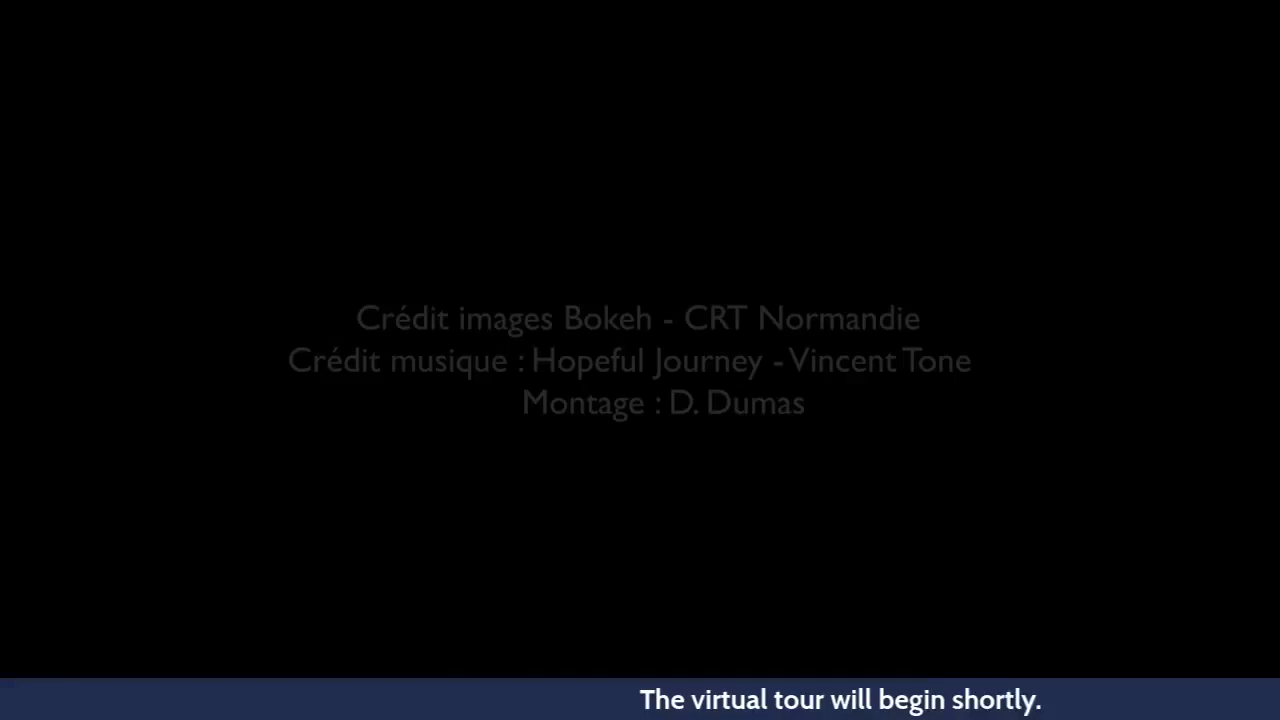 Crédit images Bokeh - CRT Normandie
Crédit musique : Hopeful Journey - Vincent Tone
Montage : D. Dumas
The virtual tour will begin shortly.